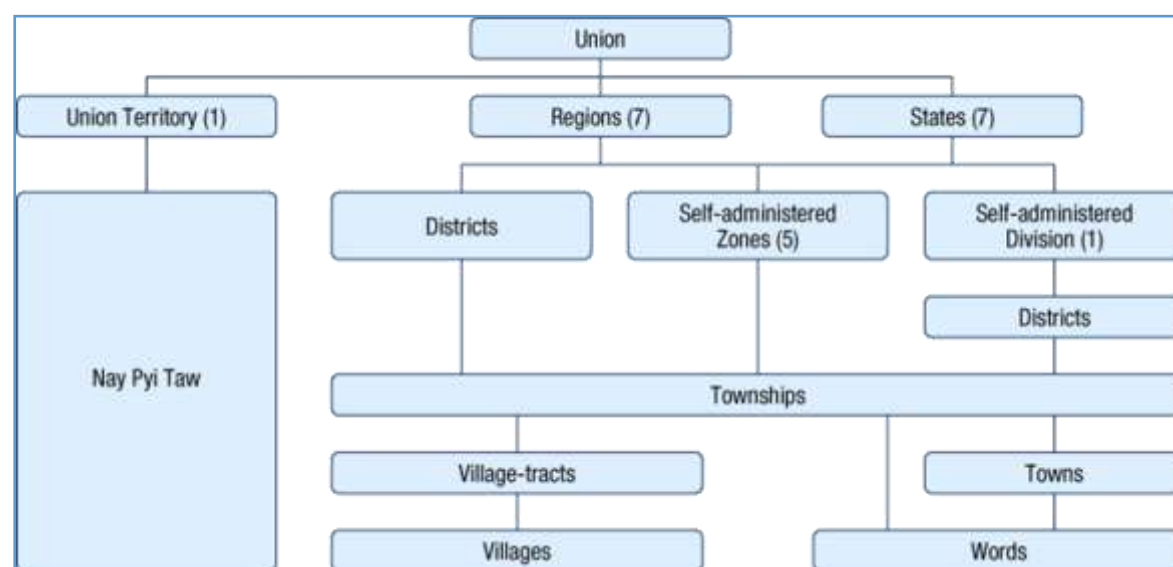 Union
Union Territory (1)
Regions (7)
States (7)
Districts
Self-administered
Zones (5)
Self-administered
Division (1)
Districts
Nay Pyi Taw
Townships
Village-tracts
Towns
Villages
Words